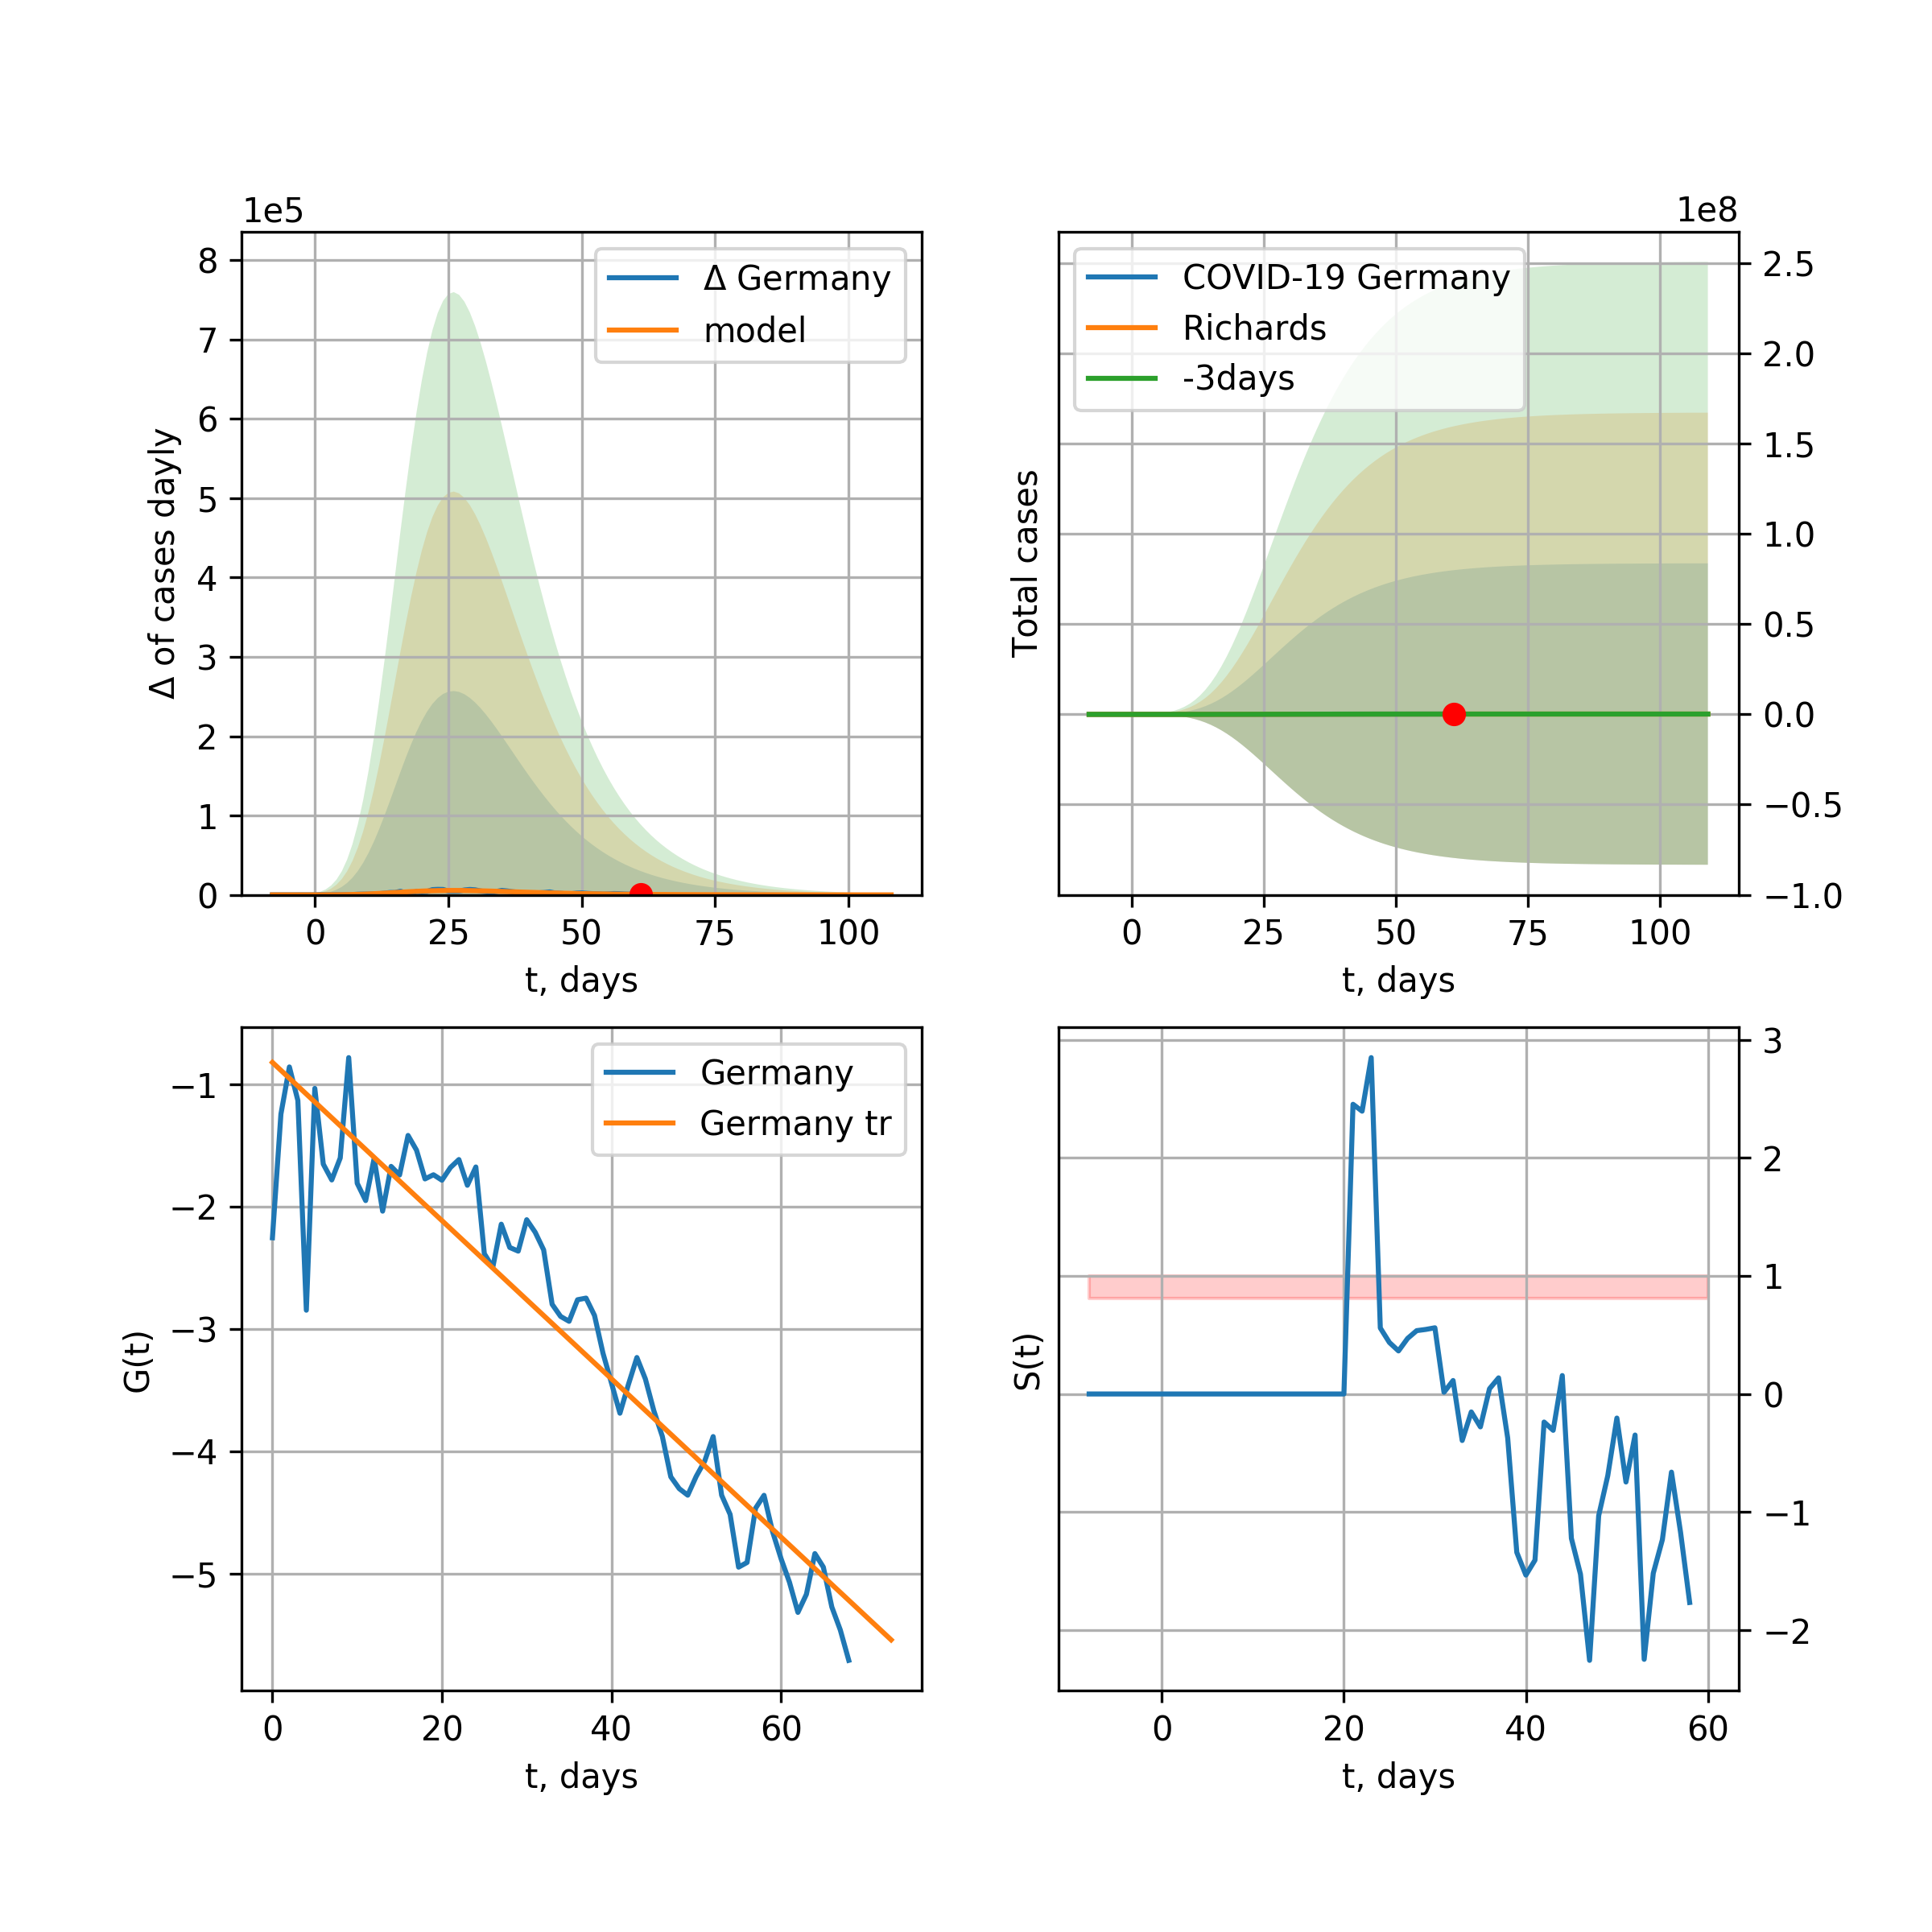 1e5
8
7
6
5
4
3
2
1
0
Δ of cases dayly
Δ Germany
model
0 25 50 75 100
t, days
1e8
COVID-19 Germany
Richards
-3days
Total cases
2.5
2.0
1.5
1.0
0.5
0.0
−0.5
−1.0
0 25 50 75 100
t, days
−1
−2
−3
−4
−5
G(t)
Germany
Germany tr
0 20 40 60
t, days
S(t)
3
2
1
0
−1
−2
0 20 40 60
t, days